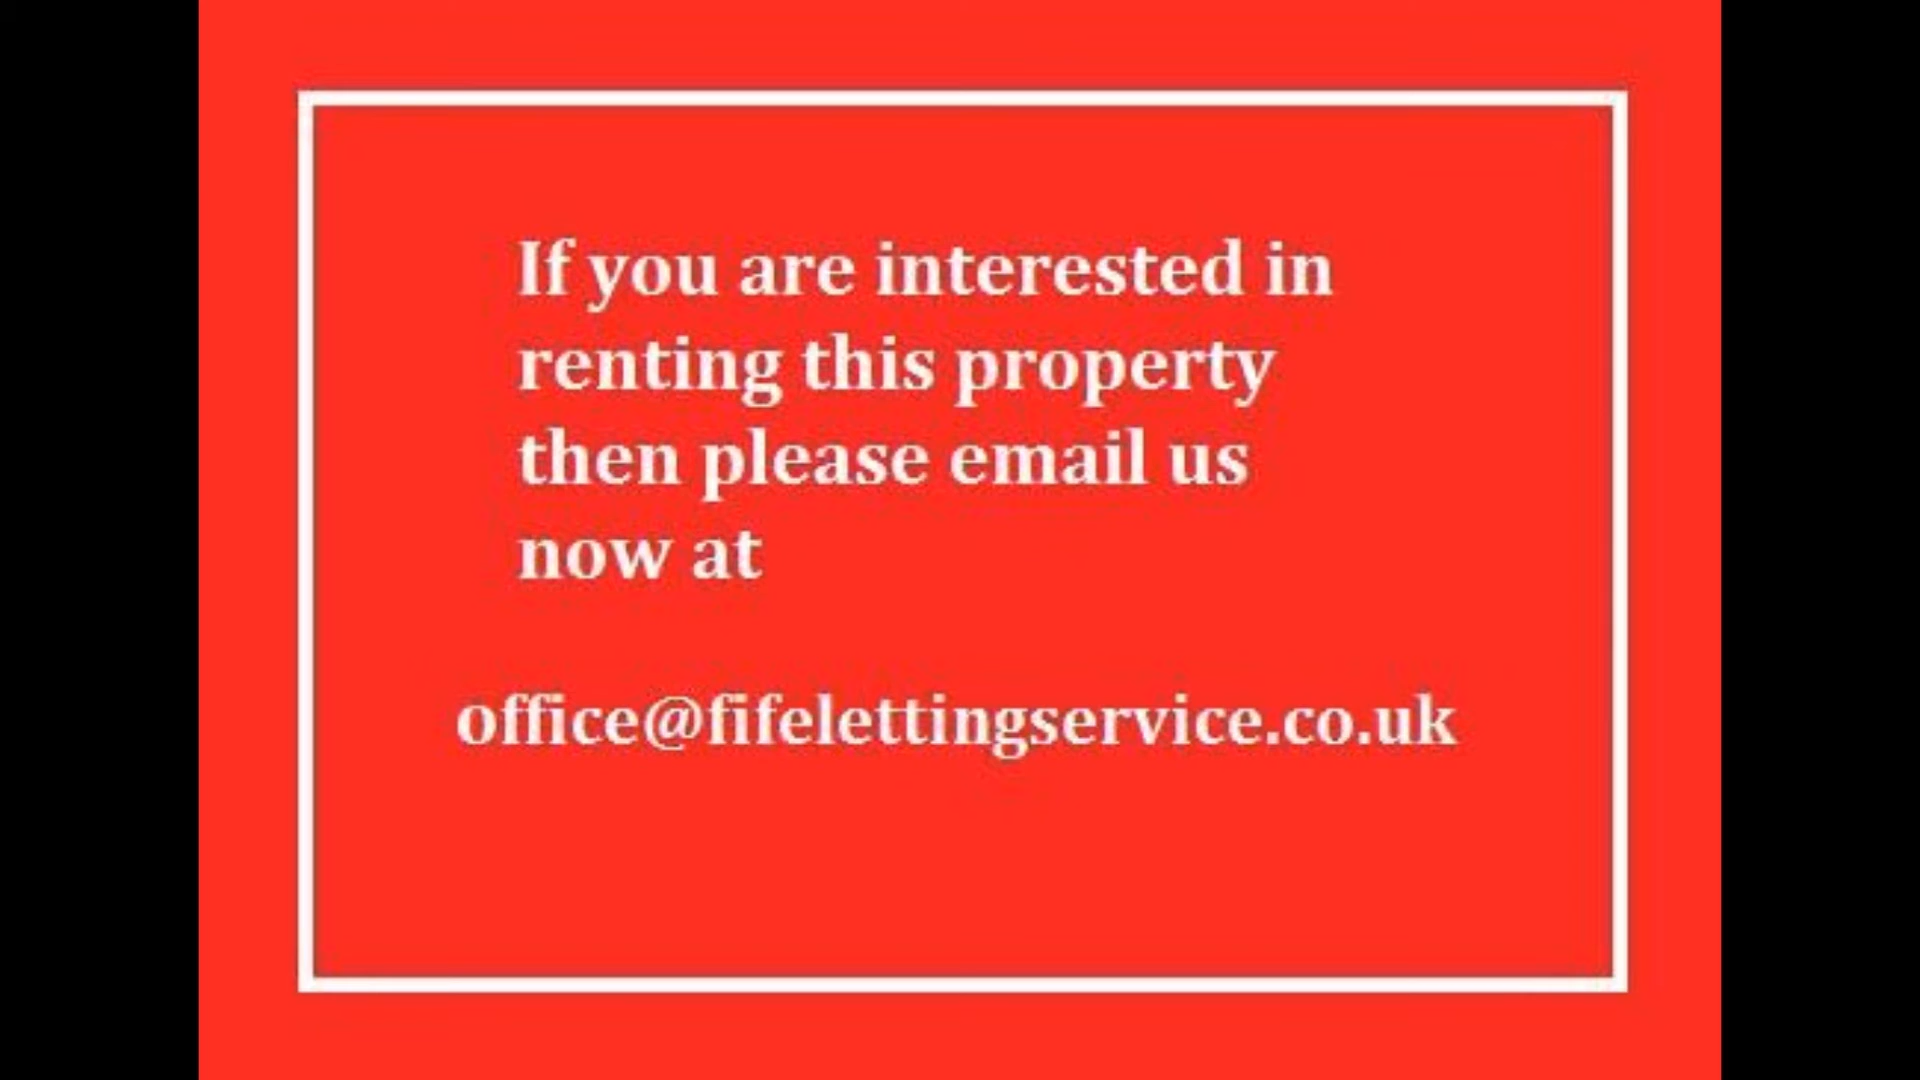 If you are interested in
renting this property
then please email us
now at
office@fifelettingservice.co.uk